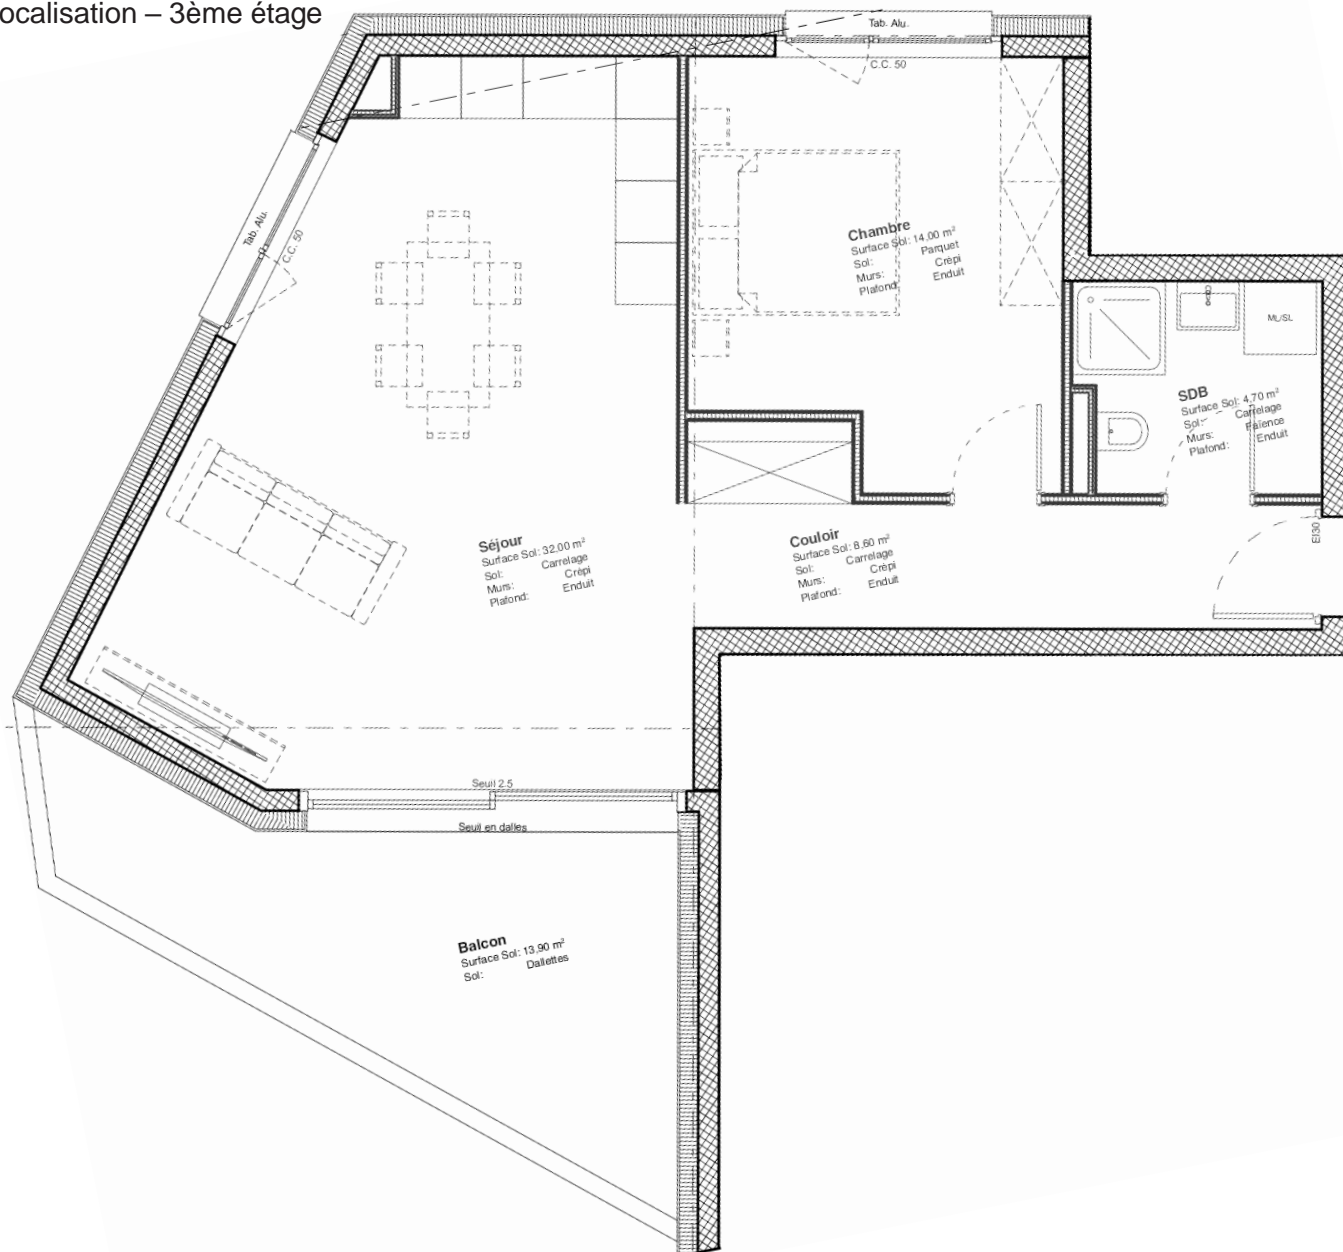 ocalisation – 3ème étage
Tab. Alu.
C.C. 50
Tab. Alu.
C.C. 50
Chambre
Surface Sol: 14,00 m²
Sol: Parquet
Murs: Crépi
Plafond: Enduit
ML/SL
SDB
Surface Sol: 4,70 m²
Sol: Carrelage
Murs: Faïence
Plafond: Enduit
Séjour
Surface Sol: 32,00 m²
Sol: Carrelage
Murs: Crépi
Plafond: Enduit
Couloir
Surface Sol: 8,60 m²
Sol: Carrelage
Murs: Crépi
Plafond: Enduit
EI30
Seuil 2.5
Seuil en dalles
Balcon
Surface Sol: 13,90 m²
Sol: Dallettes